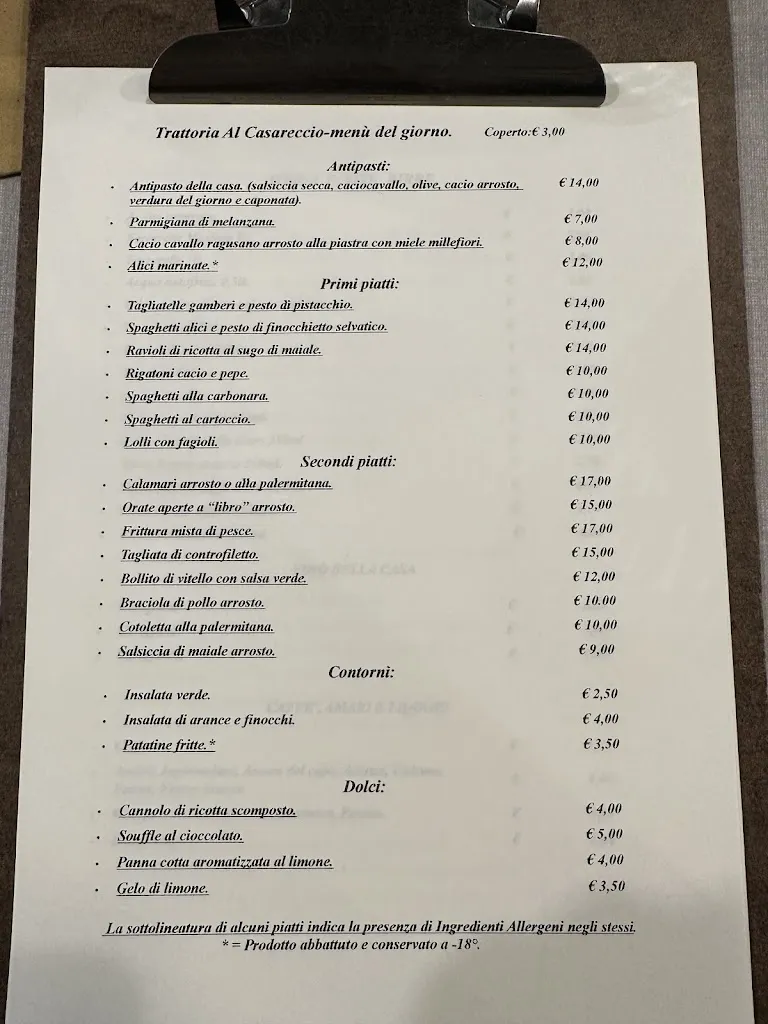 Trattoria Al Casareccio-menù del giorno. Coperto:€ 3,00
Antipasti:
· Antipasto della casa. (salsiccia secca, caciocavallo, olive, cacio arrosto, € 14,00
verdura del giorno e caponata).
· Parmigiana di melanzana. € 7,00
· Cacio cavallo ragusano arrosto alla piastra con miele millefiori. € 8,00
· Alici marinate.* € 12,00
Primi piatti:
· Tagliatelle gamberi e pesto di pistacchio. € 14,00
· Spaghetti alici e pesto di finocchietto selvatico. € 14,00
· Ravioli di ricotta al sugo di maiale. € 14,00
· Rigatoni cacio e pepe. € 10,00
· Spaghetti alla carbonara. € 10,00
· Spaghetti al cartoccio. € 10,00
· Lolli con fagioli. € 10,00
Secondi piatti:
· Calamari arrosto o alla palermitana. € 17,00
· Orate aperte a “libro” arrosto. € 15,00
· Frittura mista di pesce. € 17,00
· Tagliata di controfiletto. € 15,00
· Bollito di vitello con salsa verde. € 12,00
· Braciola di pollo arrosto. € 10.00
· Cotoletta alla palermitana. € 10,00
· Salsiccia di maiale arrosto. € 9,00
Contorni:
· Insalata verde. € 2,50
· Insalata di arance e finocchi. € 4,00
· Patatine fritte.* € 3,50
Dolci:
· Cannolo di ricotta scomposto. € 4,00
· Souffle al cioccolato. € 5,00
· Panna cotta aromatizzata al limone. € 4,00
· Gelo di limone. € 3,50
La sottolineatura di alcuni piatti indica la presenza di Ingredienti Allergeni negli stessi.
* = Prodotto abbattuto e conservato a -18°.